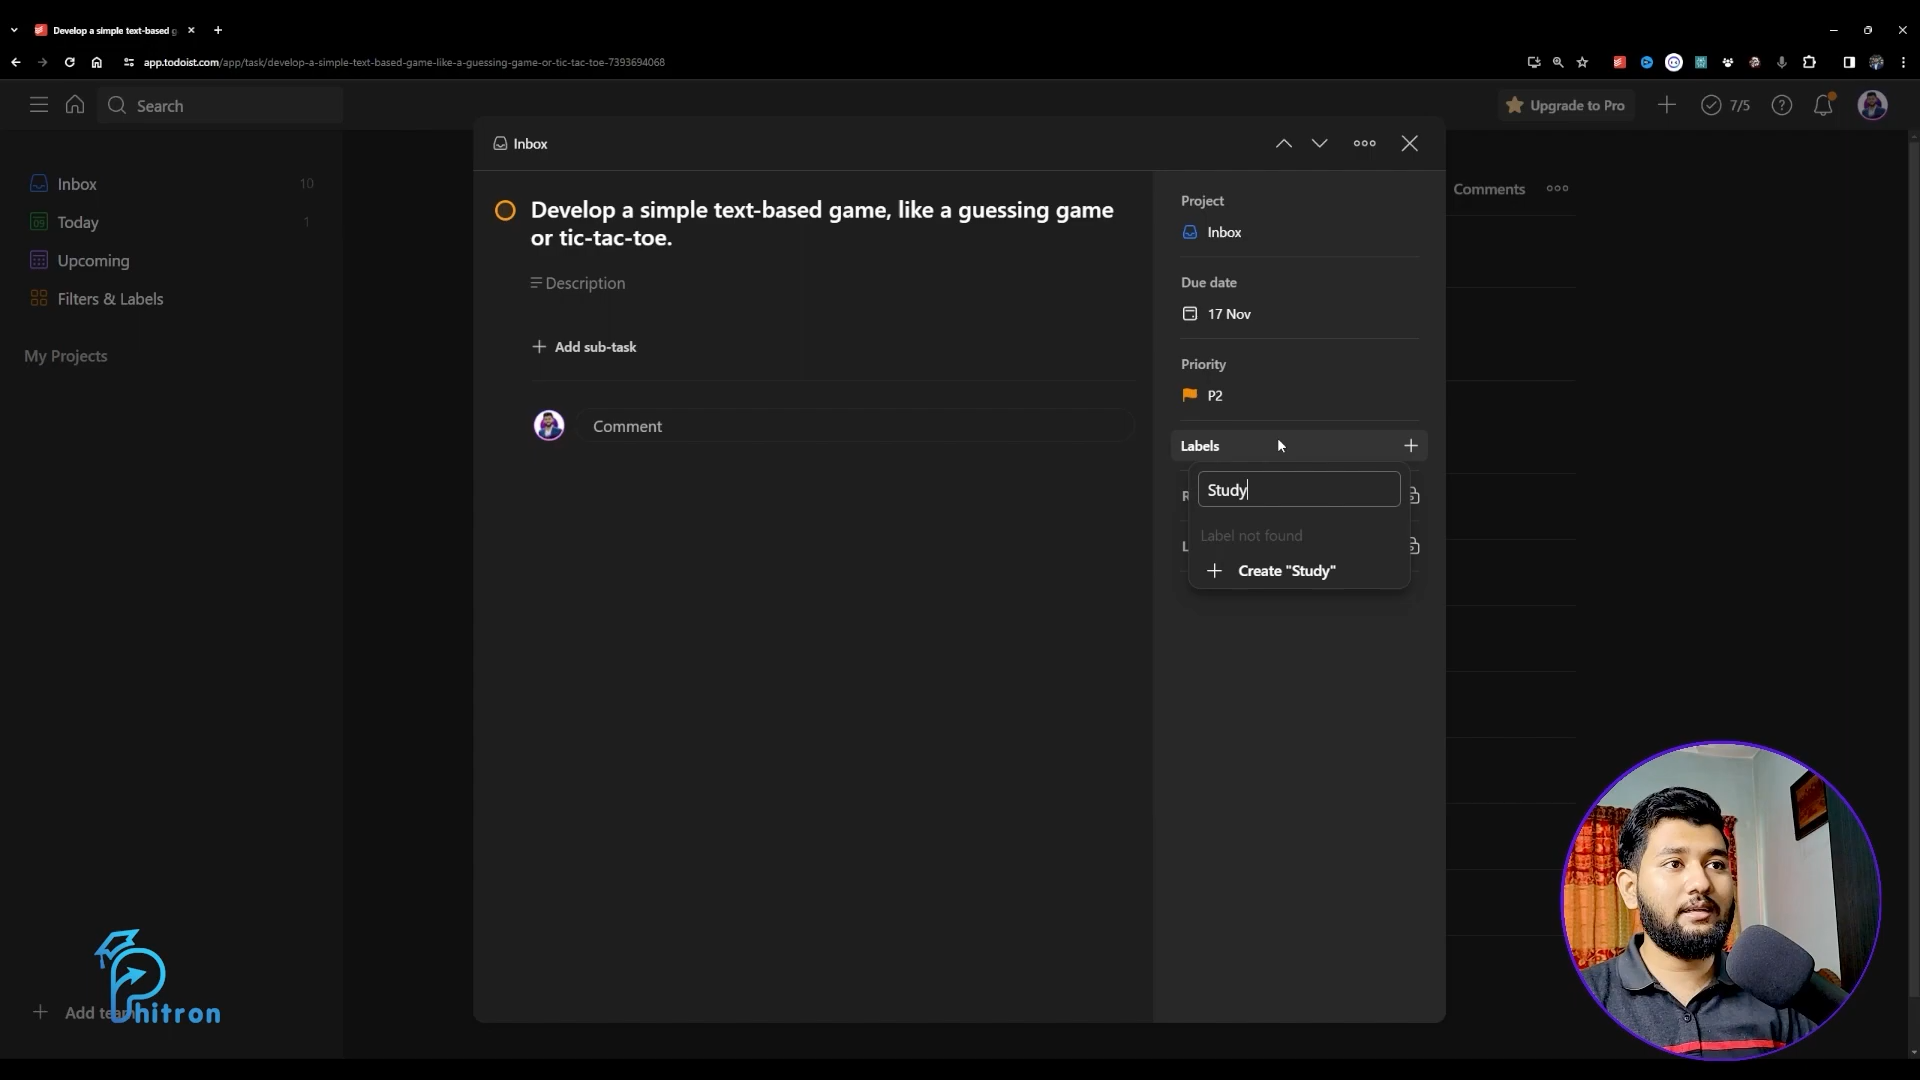 Develop a simple text-based g
app.todoist.com/app/task/develop-a-simple-text-based-game-like-a-guessing-game-or-tic-tac-toe-7393694068
Search
Upgrade to Pro
7/5
Inbox
Inbox 10
Today 1
Upcoming
Filters & Labels
My Projects
Develop a simple text-based game, like a guessing game
or tic-tac-toe.
Description
Add sub-task
Comment
Project
Inbox
Due date
17 Nov
Priority
P2
Labels
Study
Label not found
Create "Study"
Comments
Add tea
Phitron